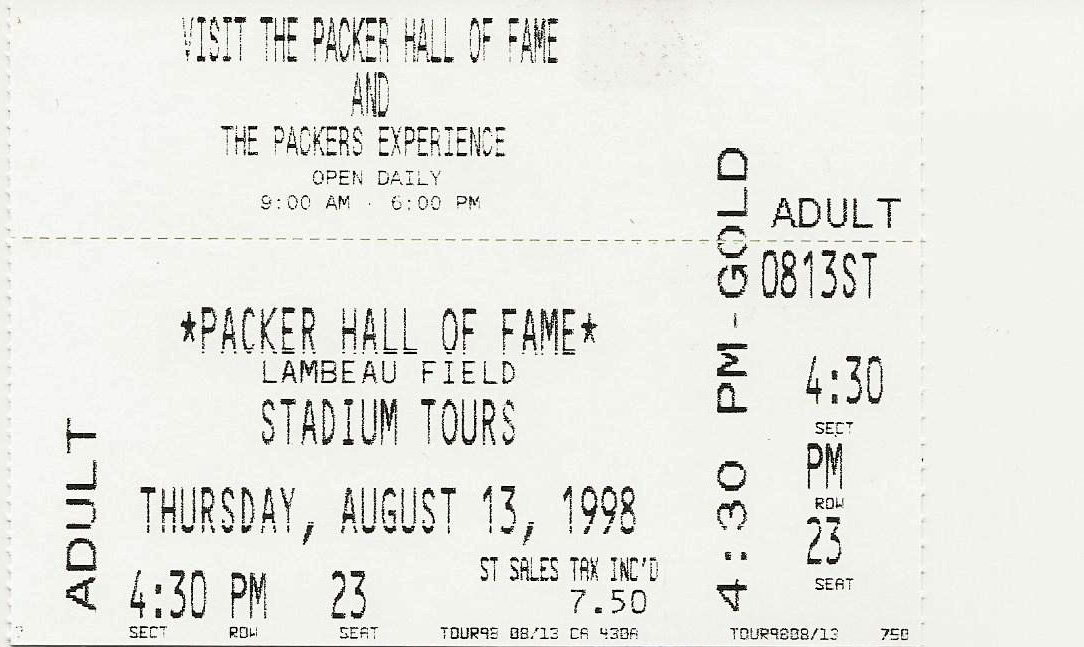 VISIT THE PACKER HALL OF FAME
AND
THE PACKERS EXPERIENCE
OPEN DAILY
9:00 AM - 6:00 PM
*PACKER HALL OF FAME*
LAMBEAU FIELD
STADIUM TOURS
THURSDAY, AUGUST 13, 1998
ST SALES TAX INC'D
7.50
4:30 PM 23
SECT ROW SEAT
TOUR98 08/13 CA 430A
ADULT
4:30 PM-GOLD
ADULT
0813ST
4:30
SECT
PM
ROW
23
SEAT
TOUR9808/13 750